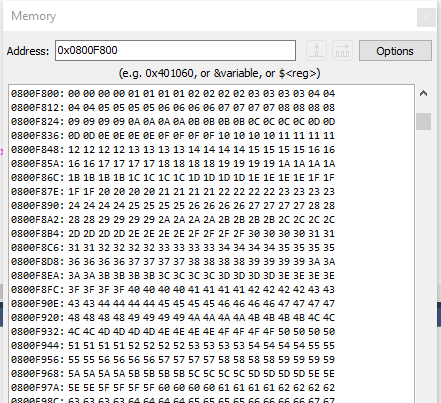 Memory
x
Address:
0x0800F800
Options
(e.g. 0x401060, or &variable, or $<reg>)
0800F800: 00 00 00 00 01 01 01 01 02 02 02 02 03 03 03 03 04 04
0800F812: 04 04 05 05 05 05 06 06 06 06 07 07 07 07 08 08 08 08
0800F824: 09 09 09 09 0A 0A 0A 0A 0B 0B 0B 0B 0C 0C 0C 0C 0D 0D
0800F836: 0D 0D 0E 0E 0E 0E 0F 0F 0F 0F 10 10 10 10 11 11 11 11
0800F848: 12 12 12 12 13 13 13 13 14 14 14 14 15 15 15 15 16 16
0800F85A: 16 16 17 17 17 17 18 18 18 18 19 19 19 19 1A 1A 1A 1A
0800F86C: 1B 1B 1B 1B 1C 1C 1C 1C 1D 1D 1D 1D 1E 1E 1E 1E 1F 1F
0800F87E: 1F 1F 20 20 20 20 21 21 21 21 22 22 22 22 23 23 23 23
0800F890: 24 24 24 24 25 25 25 25 26 26 26 26 27 27 27 27 28 28
0800F8A2: 28 28 29 29 29 29 2A 2A 2A 2A 2B 2B 2B 2B 2C 2C 2C 2C
0800F8B4: 2D 2D 2D 2D 2E 2E 2E 2E 2F 2F 2F 2F 30 30 30 30 31 31
0800F8C6: 31 31 32 32 32 32 33 33 33 33 34 34 34 34 35 35 35 35
0800F8D8: 36 36 36 36 37 37 37 37 38 38 38 38 39 39 39 39 3A 3A
0800F8EA: 3A 3A 3B 3B 3B 3B 3C 3C 3C 3C 3D 3D 3D 3D 3E 3E 3E 3E
0800F8FC: 3F 3F 3F 3F 40 40 40 40 41 41 41 41 42 42 42 42 43 43
0800F90E: 43 43 44 44 44 44 45 45 45 45 46 46 46 46 47 47 47 47
0800F920: 48 48 48 48 49 49 49 49 4A 4A 4A 4A 4B 4B 4B 4B 4C 4C
0800F932: 4C 4C 4D 4D 4D 4D 4E 4E 4E 4E 4F 4F 4F 4F 50 50 50 50
0800F944: 51 51 51 51 52 52 52 52 53 53 53 53 54 54 54 54 55 55
0800F956: 55 55 56 56 56 56 57 57 57 57 58 58 58 58 59 59 59 59
0800F968: 5A 5A 5A 5A 5B 5B 5B 5B 5C 5C 5C 5C 5D 5D 5D 5D 5E 5E
0800F97A: 5E 5E 5F 5F 5F 5F 60 60 60 60 61 61 61 61 62 62 62 62
0800F98C: 63 63 63 63 64 64 64 64 65 65 65 65 66 66 66 66 67 67